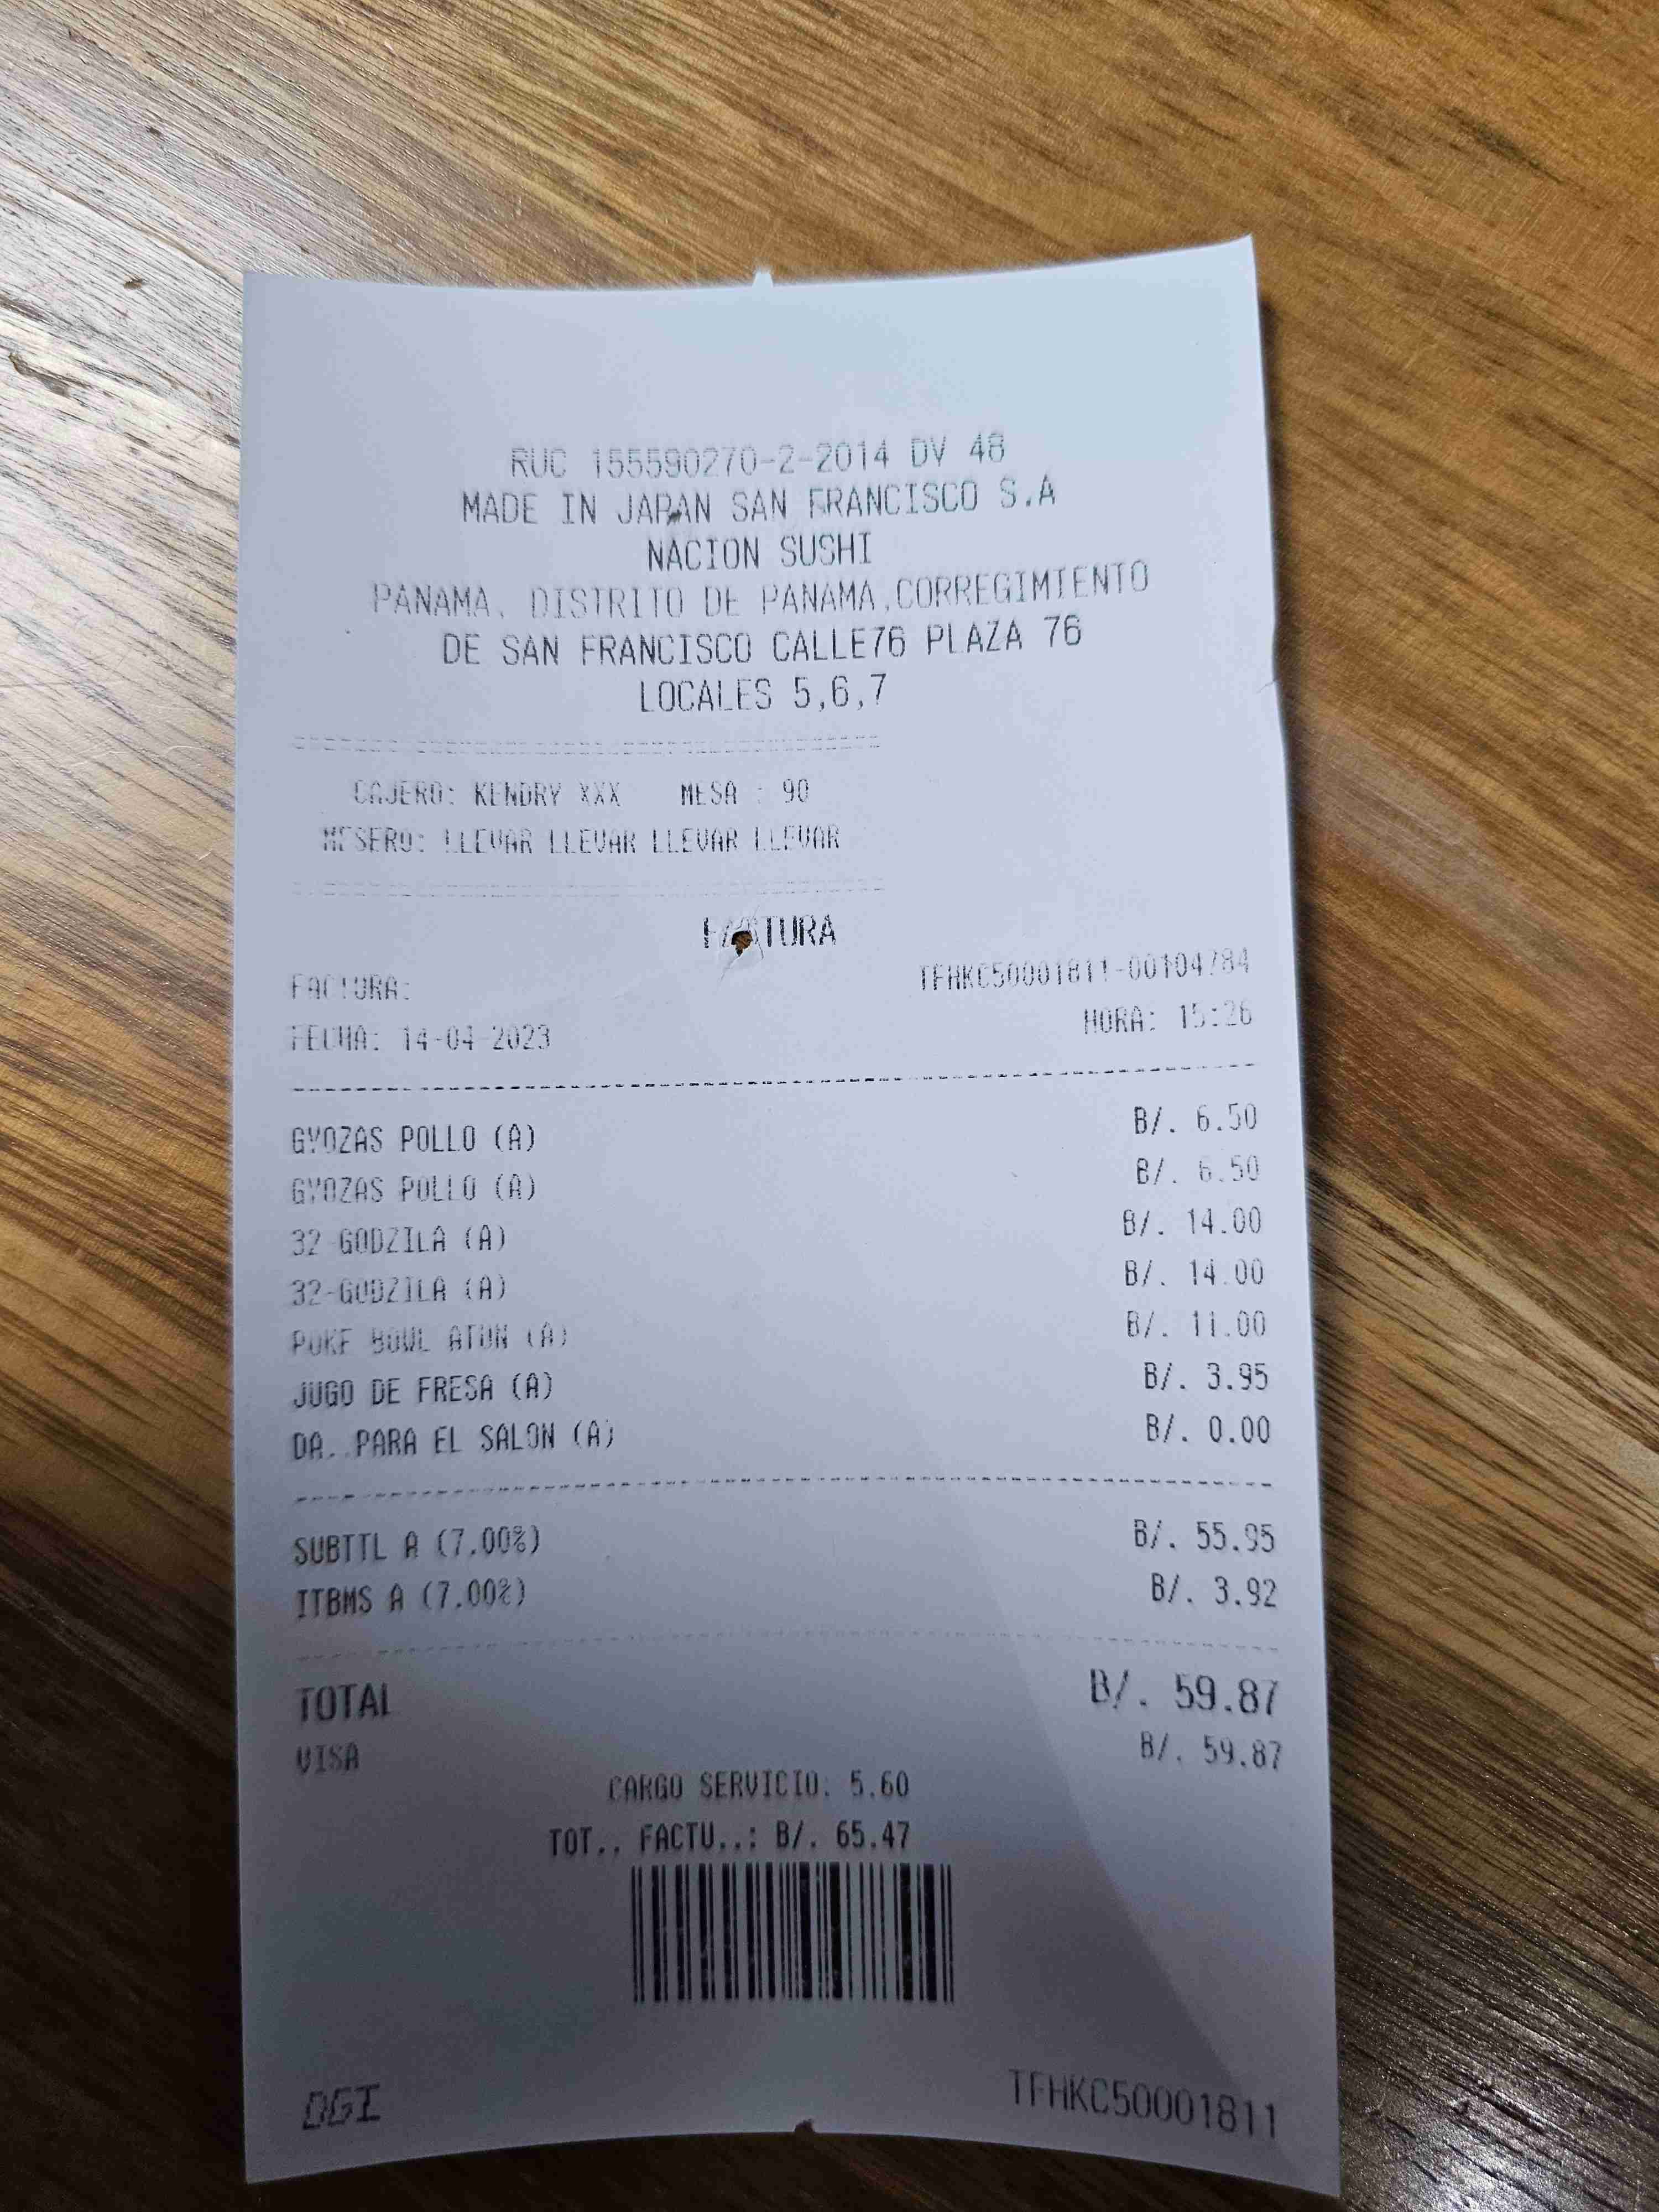 RUC 155590270-2-2014 DV 48
MADE IN JAPAN SAN FRANCISCO S.A
NACION SUSHI
PANAMA, DISTRITO DE PANAMA,CORREGIMIENTO
DE SAN FRANCISCO CALLE76 PLAZA 76
LOCALES 5,6,7
CAJERO: KENDRY XXX MESA : 90
MESERO: LLEVAR LLEVAR LLEVAR LLEVAR
FACTURA
FACTURA: TFHKC50001811-00104784
FECHA: 14-04-2023 HORA: 15:26
GYOZAS POLLO (A) B/. 6.50
GYOZAS POLLO (A) B/. 6.50
32-GODZILA (A) B/. 14.00
32-GODZILA (A) B/. 14.00
POKE BOWL ATUN (A) B/. 11.00
JUGO DE FRESA (A) B/. 3.95
DA..PARA EL SALON (A) B/. 0.00
SUBTTL A (7.00%) B/. 55.95
ITBMS A (7.00%) B/. 3.92
TOTAL B/. 59.87
VISA B/. 59.87
CARGO SERVICIO: 5.60
TOT.. FACTU..: B/. 65.47
DGI TFHKC50001811